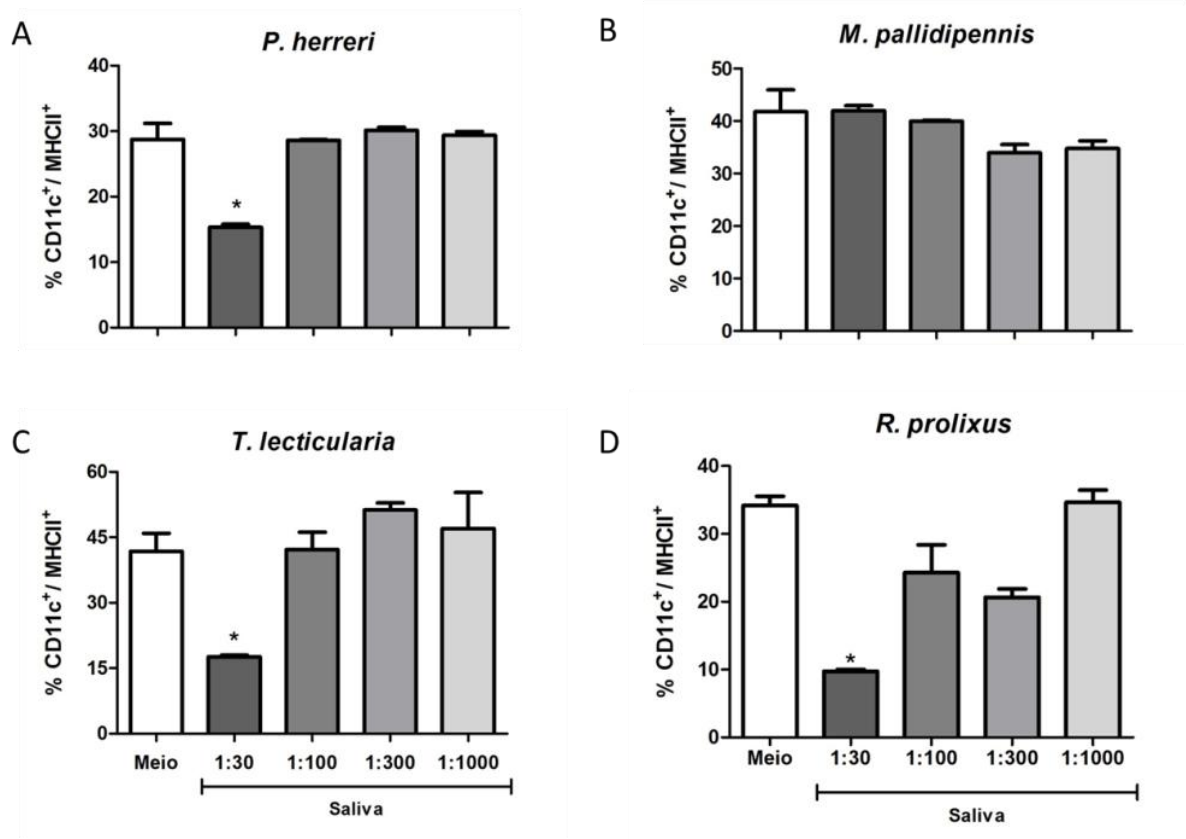 A
P. herreri
40
30
20
10
0
% CD11c+/ MHCII+
B
M. pallidipennis
50
40
30
20
10
0
% CD11c+/ MHCII+
*
C
T. lecticularia
60
45
30
15
0
% CD11c+/ MHCII+
*
Meio 1:30 1:100 1:300 1:1000
Saliva
D
R. prolixus
40
30
20
10
0
% CD11c+/ MHCII+
*
Meio 1:30 1:100 1:300 1:1000
Saliva